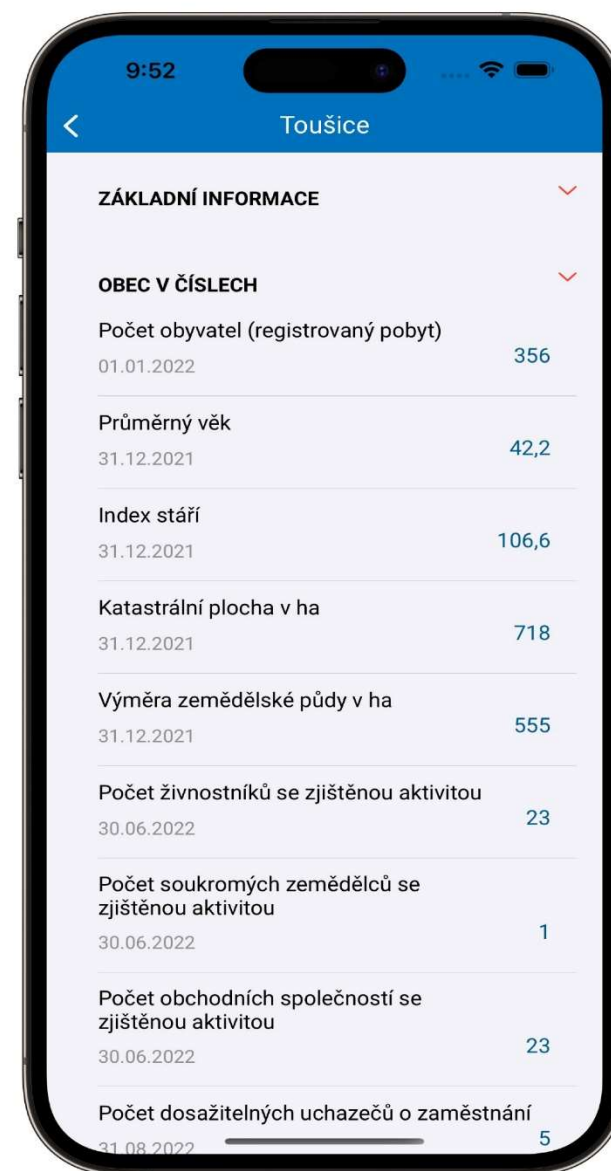 9:52
Toušice
ZÁKLADNÍ INFORMACE
OBEC V ČÍSLECH
Počet obyvatel (registrovaný pobyt)
01.01.2022
356
Průměrný věk
31.12.2021
42,2
Index stáří
31.12.2021
106,6
Katastrální plocha v ha
31.12.2021
718
Výměra zemědělské půdy v ha
31.12.2021
555
Počet živnostníků se zjištěnou aktivitou
30.06.2022
23
Počet soukromých zemědělců se
zjištěnou aktivitou
30.06.2022
1
Počet obchodních společností se
zjištěnou aktivitou
30.06.2022
23
Počet dosažitelných uchazečů o zaměstnání
31.08.2022
5